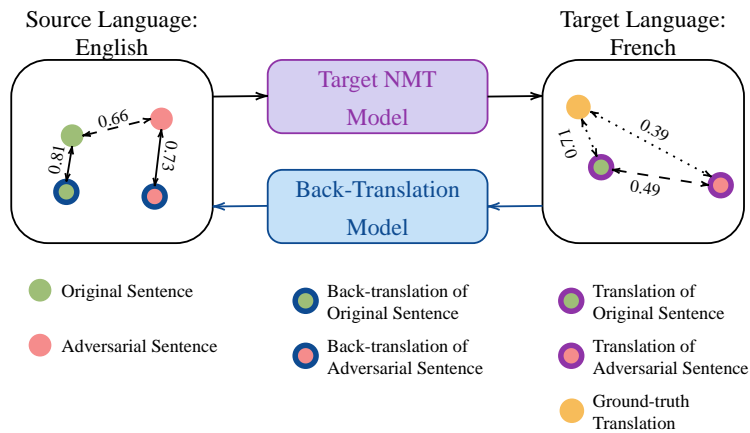 Source Language:
English
Target Language:
French
Target NMT
Model
Back-Translation
Model
0.66
0.81
0.73
0.71
0.39
0.49
Original Sentence
Adversarial Sentence
Back-translation of
Original Sentence
Back-translation of
Adversarial Sentence
Translation of
Original Sentence
Translation of
Adversarial Sentence
Ground-truth
Translation